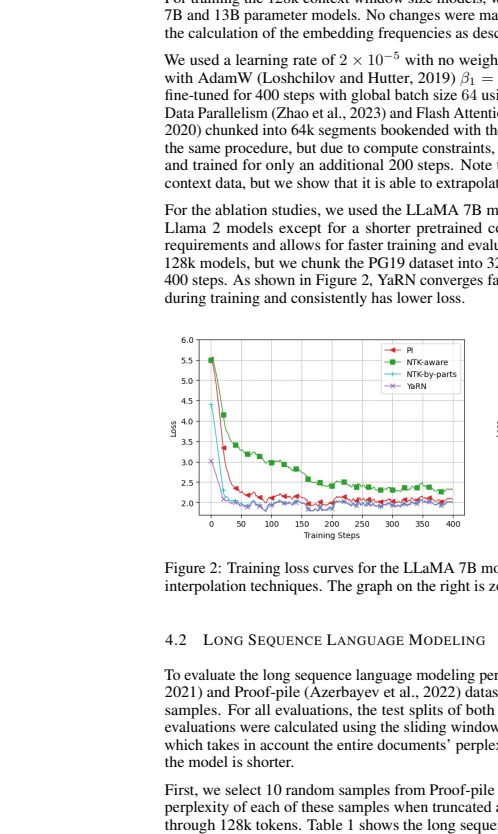 For training the 128k context window size models, w
7B and 13B parameter models. No changes were ma
the calculation of the embedding frequencies as desc
We used a learning rate of 2 × 10⁻⁵ with no weigh
with AdamW (Loshchilov and Hutter, 2019) β₁ =
fine-tuned for 400 steps with global batch size 64 usi
Data Parallelism (Zhao et al., 2023) and Flash Attenti
2020) chunked into 64k segments bookended with the
the same procedure, but due to compute constraints,
and trained for only an additional 200 steps. Note t
context data, but we show that it is able to extrapolat
For the ablation studies, we used the LLaMA 7B m
Llama 2 models except for a shorter pretrained co
requirements and allows for faster training and evalu
128k models, but we chunk the PG19 dataset into 32
400 steps. As shown in Figure 2, YaRN converges fa
during training and consistently has lower loss.
6.0
5.5
5.0
4.5
4.0
3.5
3.0
2.5
2.0
Loss
PI
NTK-aware
NTK-by-parts
YaRN
0 50 100 150 200 250 300 350 400
Training Steps
Figure 2: Training loss curves for the LLaMA 7B mo
interpolation techniques. The graph on the right is zo
4.2 LONG SEQUENCE LANGUAGE MODELING
To evaluate the long sequence language modeling per
2021) and Proof-pile (Azerbayev et al., 2022) datas
samples. For all evaluations, the test splits of both
evaluations were calculated using the sliding window
which takes in account the entire documents' perplex
the model is shorter.
First, we select 10 random samples from Proof-pile
perplexity of each of these samples when truncated a
through 128k tokens. Table 1 shows the long seque